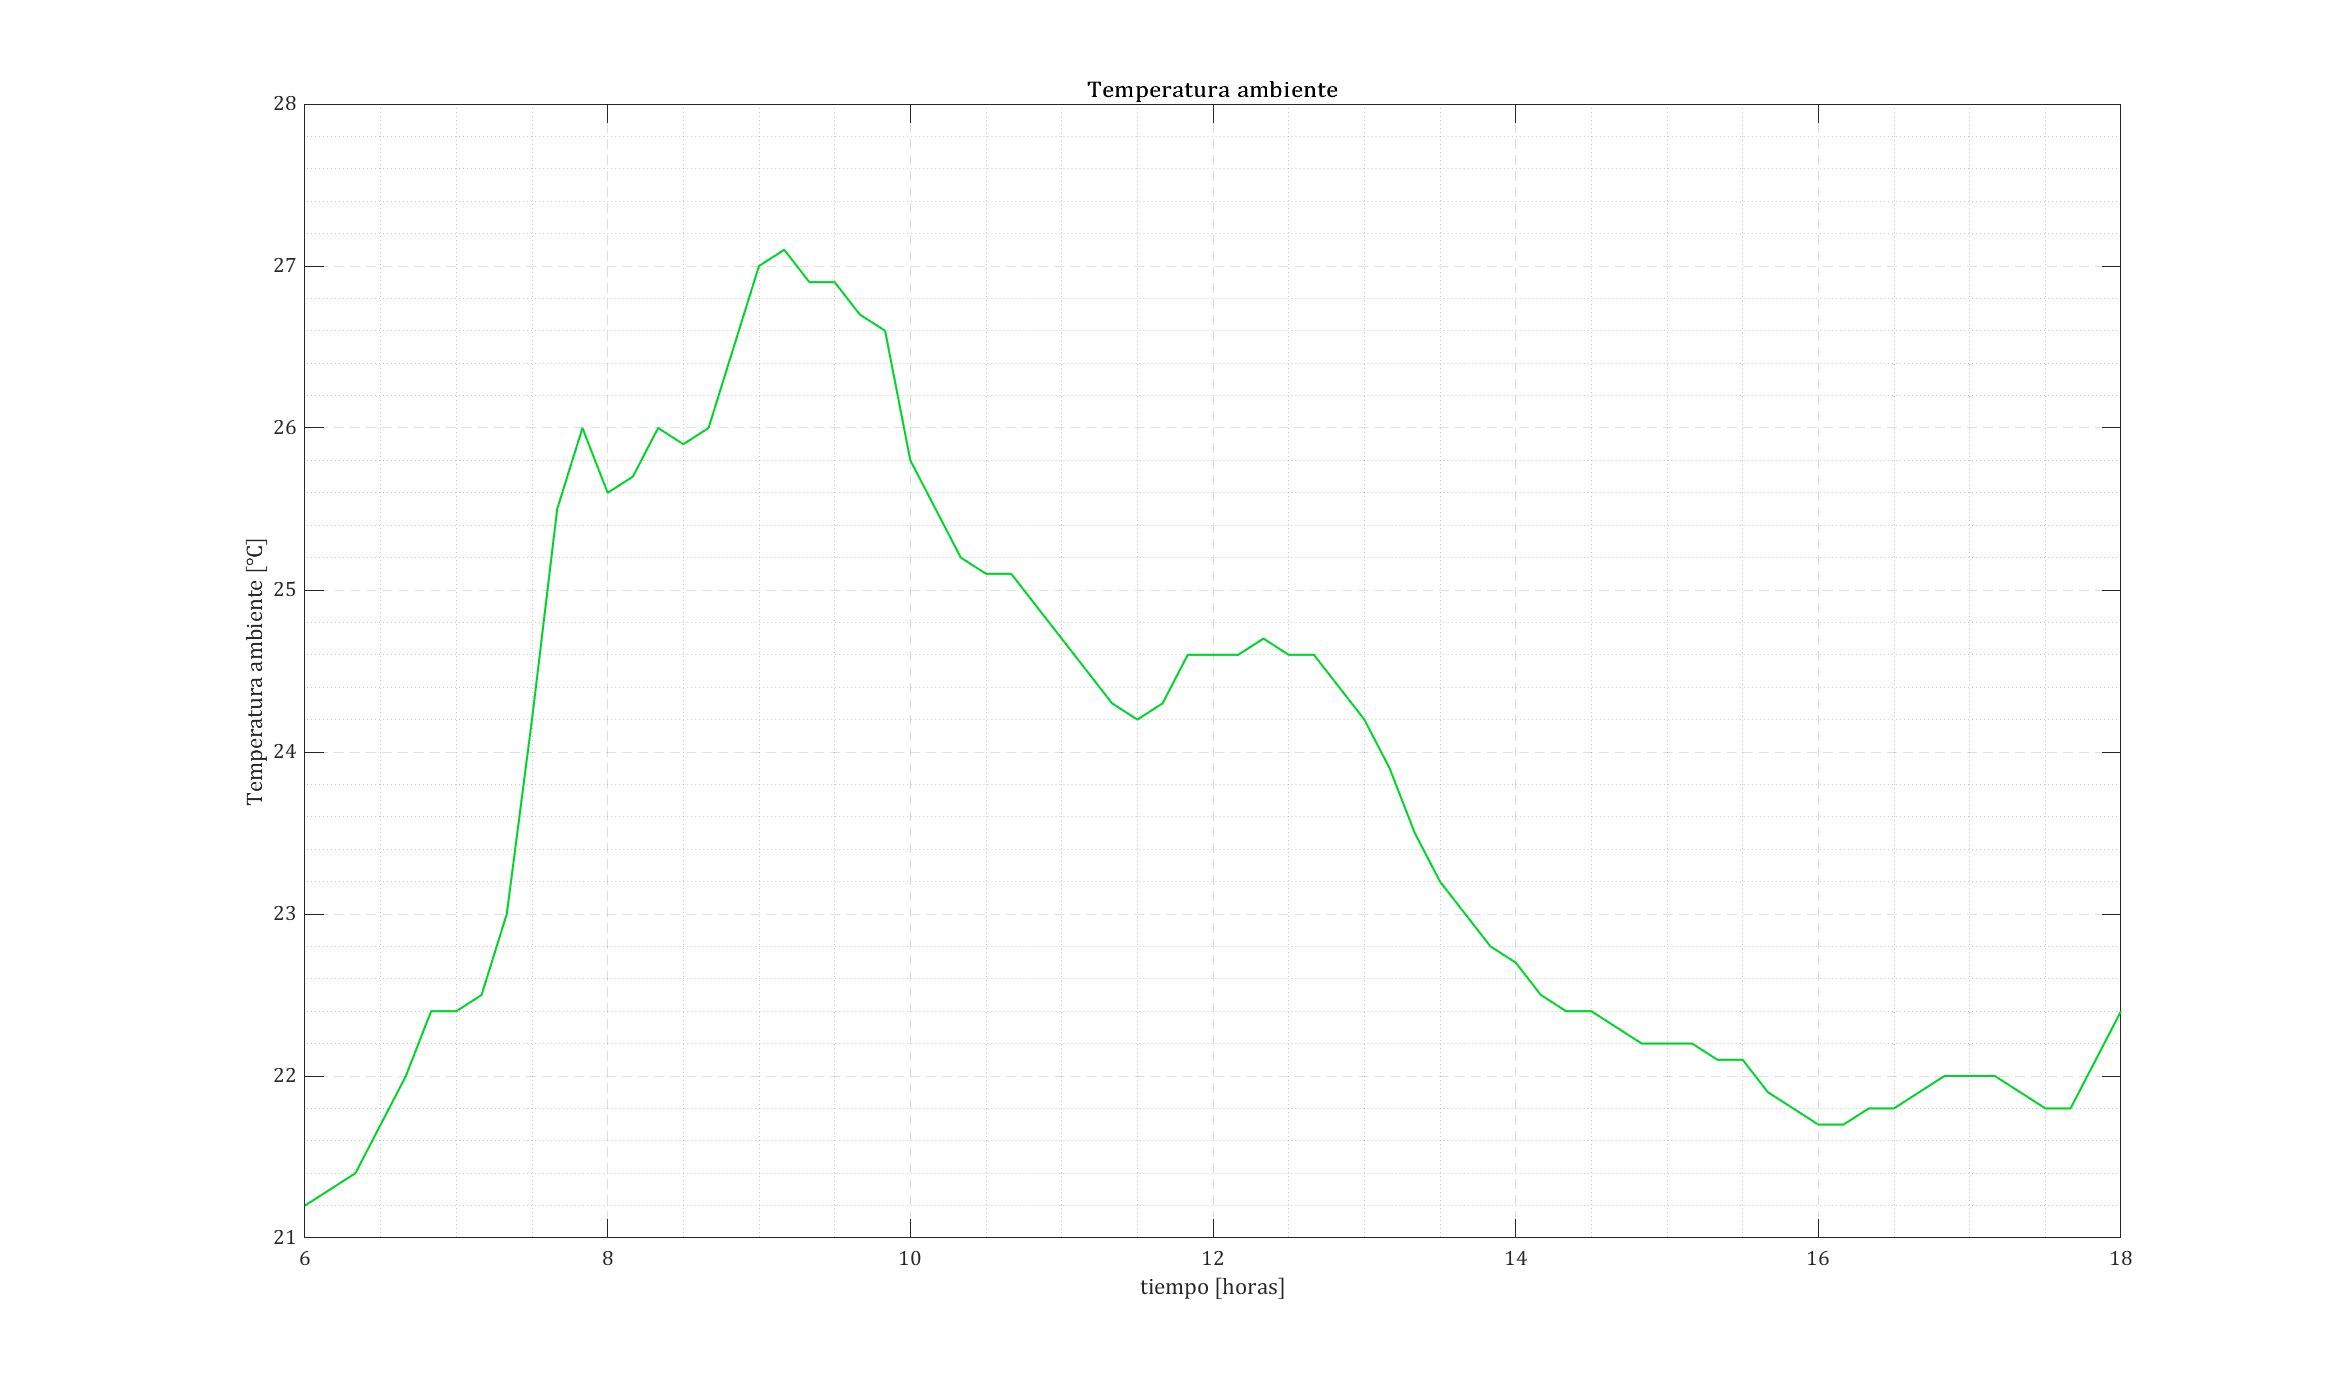 Temperatura ambiente
28
27
26
25
24
23
22
21
Temperatura ambiente [°C]
6 8 10 12 14 16 18
tiempo [horas]